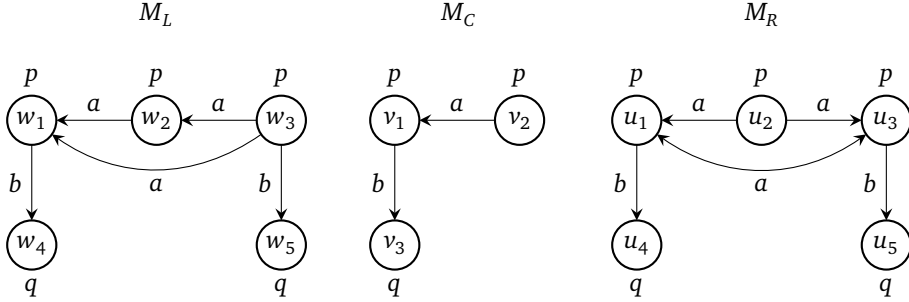 M_L M_C M_R
p p p p p p p p
a a a a a
w_1 w_2 w_3 v_1 v_2 u_1 u_2 u_3
a a
b b b b b
w_4 w_5 v_3 u_4 u_5
q q q q q